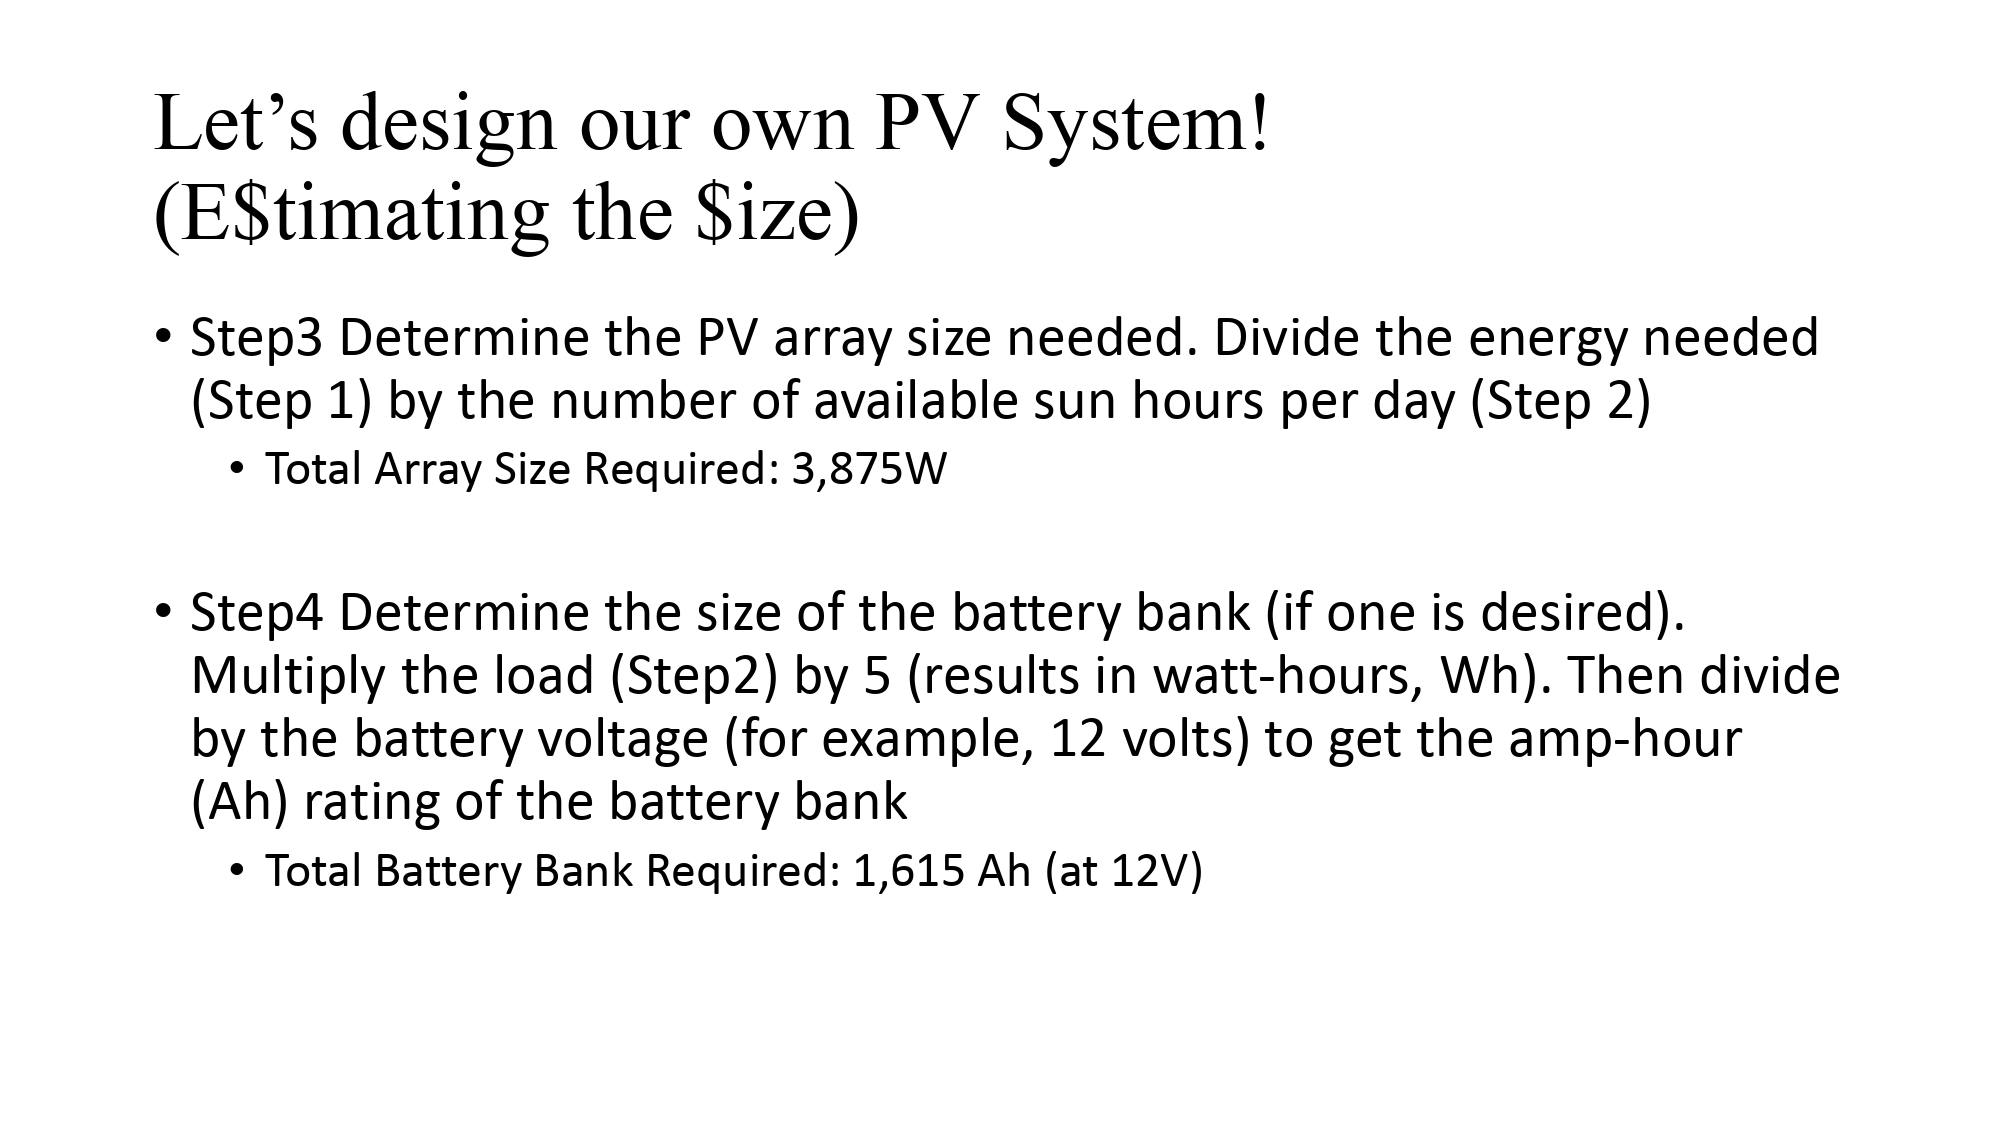 Let’s design our own PV System!
(E$timating the $ize)
• Step3 Determine the PV array size needed. Divide the energy needed
(Step 1) by the number of available sun hours per day (Step 2)
• Total Array Size Required: 3,875W
• Step4 Determine the size of the battery bank (if one is desired).
Multiply the load (Step2) by 5 (results in watt-hours, Wh). Then divide
by the battery voltage (for example, 12 volts) to get the amp-hour
(Ah) rating of the battery bank
• Total Battery Bank Required: 1,615 Ah (at 12V)